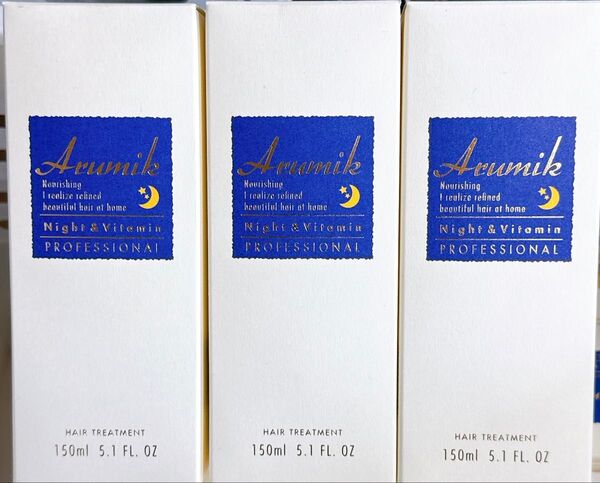 Arumik
Nourishing
I realize refined
beautiful hair at home
Night & Vitamin
PROFESSIONAL
HAIR TREATMENT
150ml 5.1 FL. OZ
Arumik
Nourishing
I realize refined
beautiful hair at home
Night & Vitamin
PROFESSIONAL
HAIR TREATMENT
150ml 5.1 FL. OZ
Arumik
Nourishing
I realize refined
beautiful hair at home
Night & Vitamin
PROFESSIONAL
HAIR TREATMENT
150ml 5.1 FL. OZ